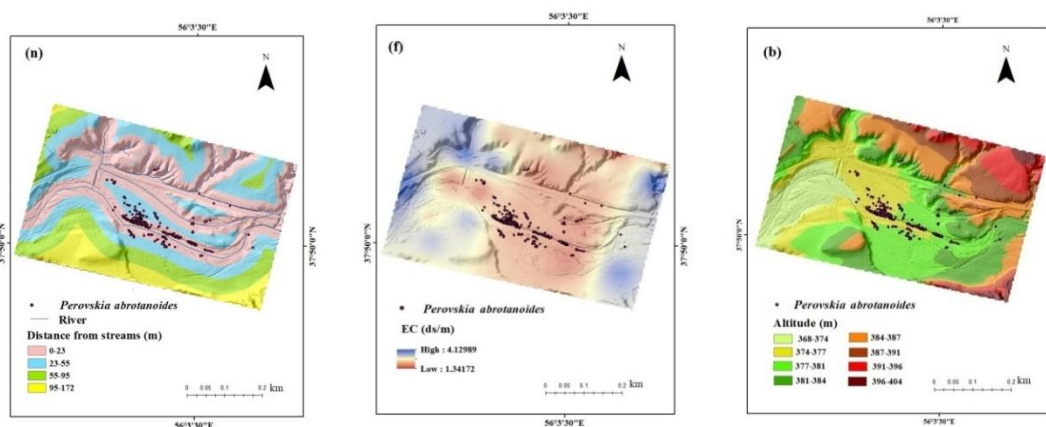 56°3'30"E
(n)
N
37°50'0"N
37°50'0"N
Perovskia abrotanoides
River
Distance from streams (m)
0-23
23-55
55-95
95-172
0 0.05 0.1 0.2 km
56°3'30"E
56°3'30"E
(f)
N
37°50'0"N
37°50'0"N
Perovskia abrotanoides
EC (ds/m)
High : 4.12989
Low : 1.34172
0 0.05 0.1 0.2 km
56°3'30"E
56°3'30"E
(b)
N
37°50'0"N
37°50'0"N
Perovskia abrotanoides
Altitude (m)
368-374 384-387
374-377 387-391
377-381 391-396
381-384 396-404
0 0.05 0.1 0.2 km
56°3'30"E